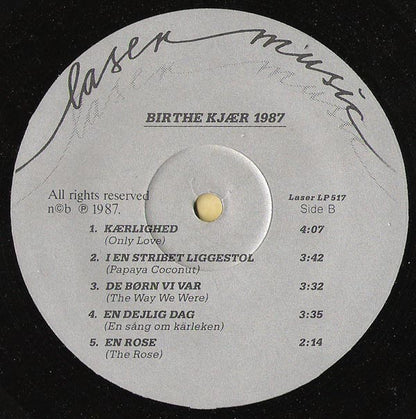 laser music
laser music
BIRTHE KJÆR 1987
All rights reserved
n©b ℗ 1987.
Laser LP 517
Side B
1. KÆRLIGHED 4:07
(Only Love)
2. I EN STRIBET LIGGESTOL 3:42
(Papaya Coconut)
3. DE BØRN VI VAR 3:32
(The Way We Were)
4. EN DEJLIG DAG 3:35
(En sång om kärleken)
5. EN ROSE 2:14
(The Rose)